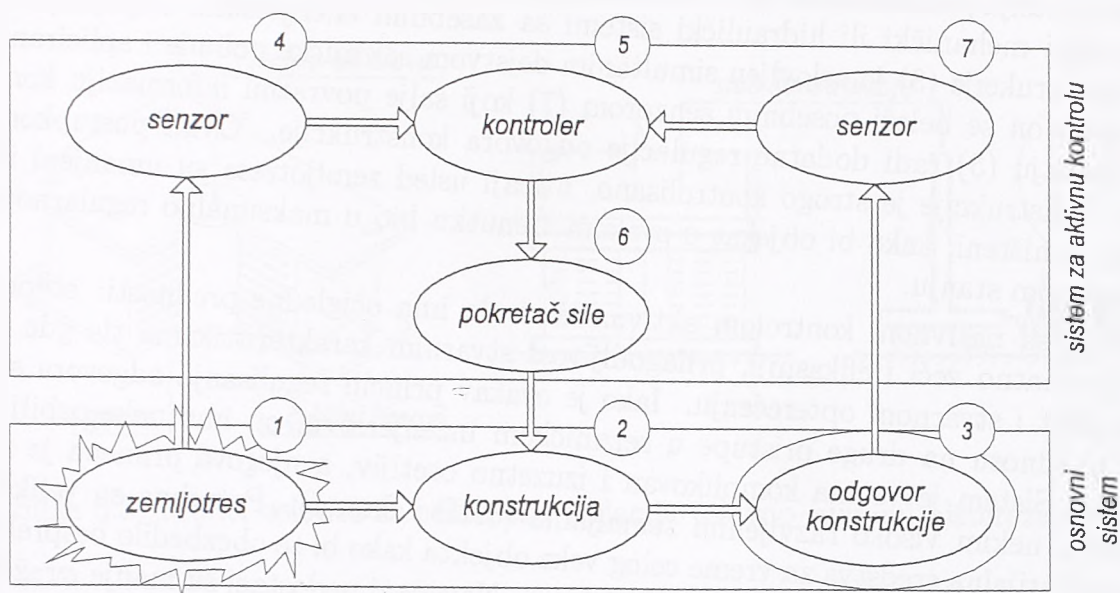 4
5
7
senzor
kontroler
senzor
sistem za aktivnu kontrolu
6
pokretač sile
1
2
3
zemljotres
konstrukcija
odgovor
konstrukcije
osnovni
sistem